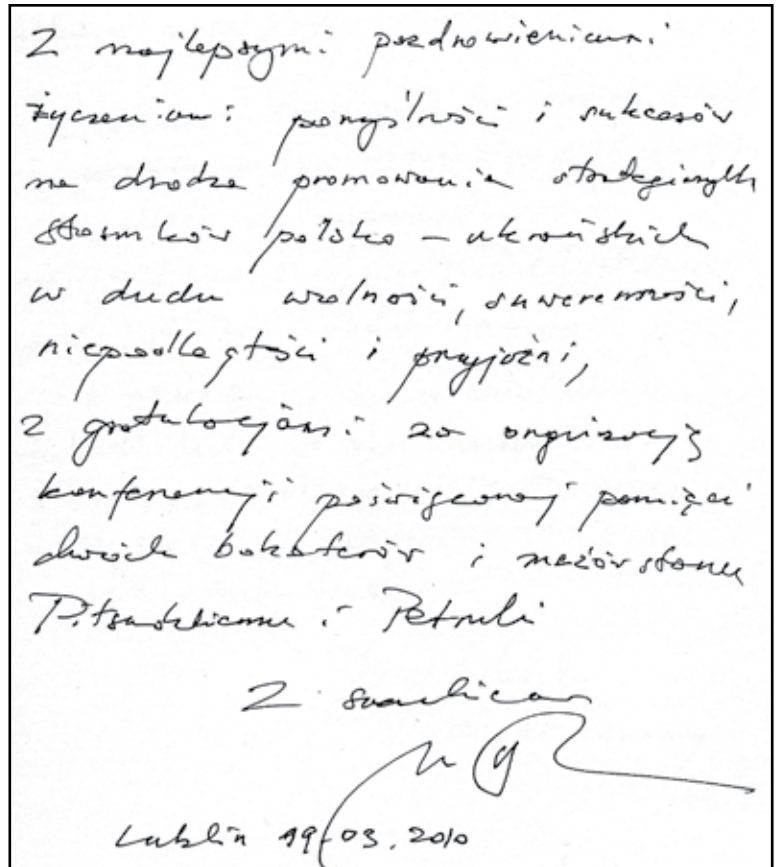 Z najlepszymi pozdrowieniami
życzeniami pomyślności i sukcesów
na drodze promowania strategicznych
stosunków polsko – ukraińskich
w duchu wolności, suwerenności,
niepodległości i przyjaźni,
z gratulacjami za organizację
konferencji poświęconej pamięci
dwóch bohaterów i mężów stanu
Piłsudskiemu i Petruli
Z szacunkiem
Lublin 19.03.2010